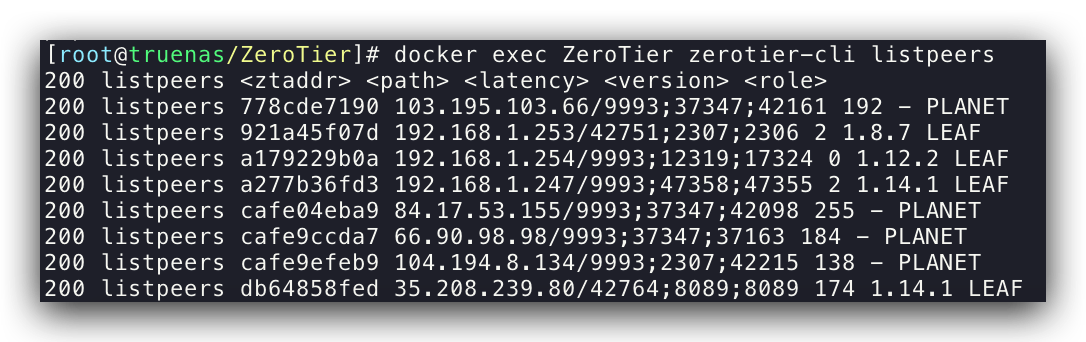 [root@truenas/ZeroTier]# docker exec ZeroTier zerotier-cli listpeers
200 listpeers <ztaddr> <path> <latency> <version> <role>
200 listpeers 778cde7190 103.195.103.66/9993;37347;42161 192 - PLANET
200 listpeers 921a45f07d 192.168.1.253/42751;2307;2306 2 1.8.7 LEAF
200 listpeers a179229b0a 192.168.1.254/9993;12319;17324 0 1.12.2 LEAF
200 listpeers a277b36fd3 192.168.1.247/9993;47358;47355 2 1.14.1 LEAF
200 listpeers cafe04eba9 84.17.53.155/9993;37347;42098 255 - PLANET
200 listpeers cafe9ccda7 66.90.98.98/9993;37347;37163 184 - PLANET
200 listpeers cafe9efeb9 104.194.8.134/9993;2307;42215 138 - PLANET
200 listpeers db64858fed 35.208.239.80/42764;8089;8089 174 1.14.1 LEAF